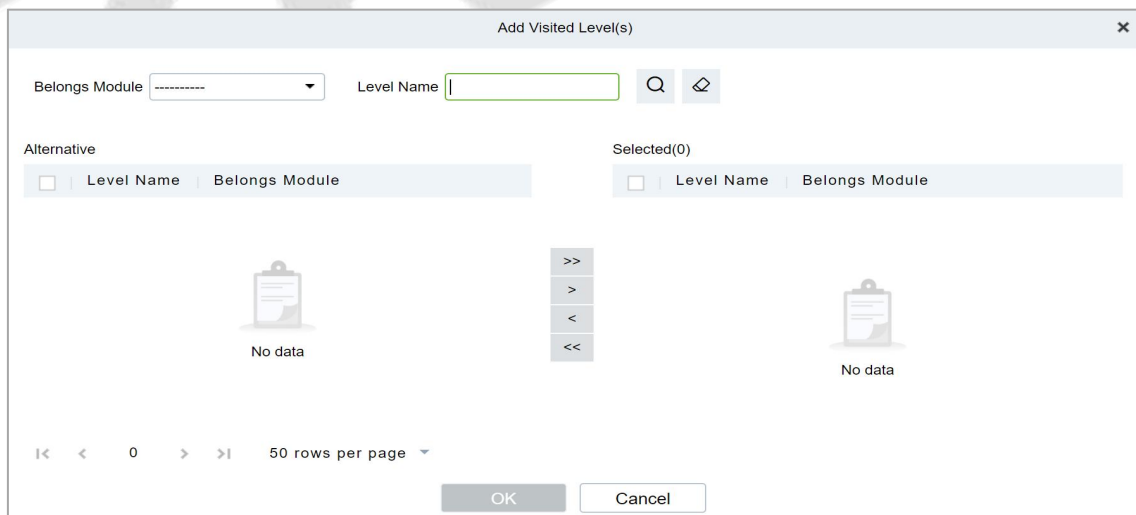 Add Visited Level(s)
Belongs Module ---------- Level Name
Alternative Selected(0)
Level Name Belongs Module Level Name Belongs Module
>>
>
<
<<
No data
No data
0 50 rows per page
OK Cancel